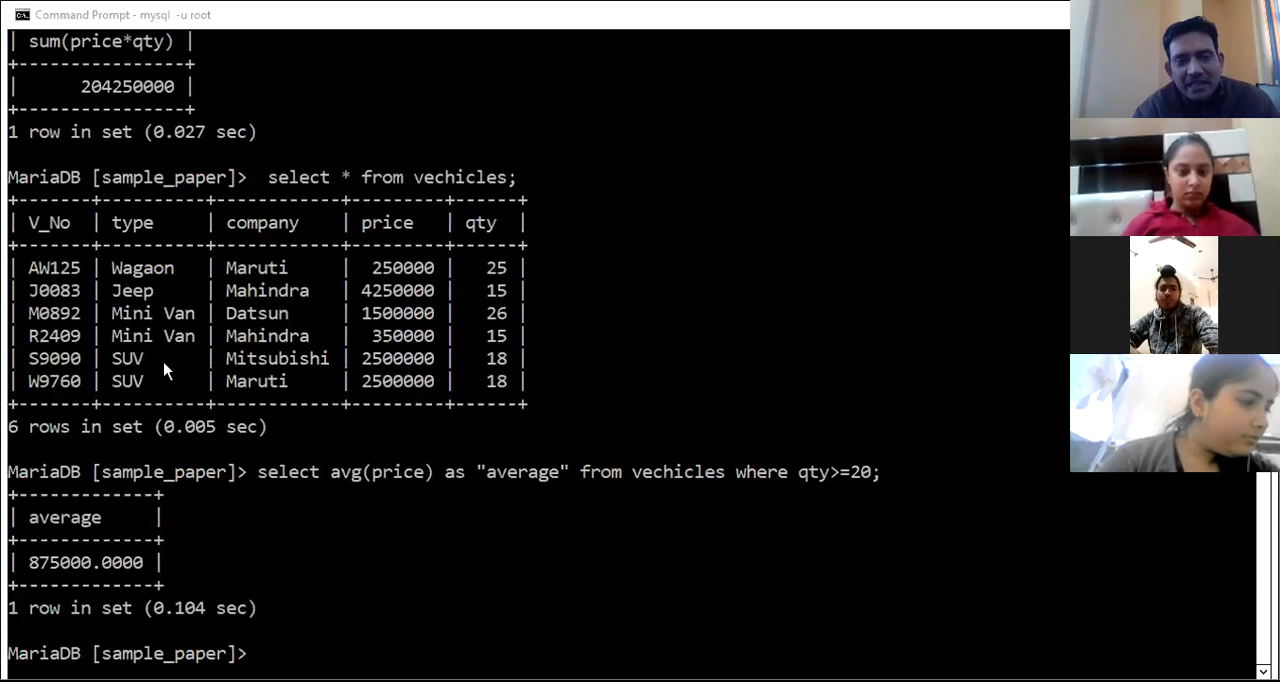 Command Prompt - mysql -u root
| sum(price*qty) |
+----------------+
|      204250000 |
+----------------+
1 row in set (0.027 sec)
MariaDB [sample_paper]>  select * from vechicles;
+-------+----------+------------+---------+------+
| V_No  | type     | company    | price   | qty  |
+-------+----------+------------+---------+------+
| AW125 | Wagaon   | Maruti     |  250000 |   25 |
| J0083 | Jeep     | Mahindra   | 4250000 |   15 |
| M0892 | Mini Van | Datsun     | 1500000 |   26 |
| R2409 | Mini Van | Mahindra   |  350000 |   15 |
| S9090 | SUV      | Mitsubishi | 2500000 |   18 |
| W9760 | SUV      | Maruti     | 2500000 |   18 |
+-------+----------+------------+---------+------+
6 rows in set (0.005 sec)
MariaDB [sample_paper]> select avg(price) as "average" from vechicles where qty>=20;
+-------------+
| average     |
+-------------+
| 875000.0000 |
+-------------+
1 row in set (0.104 sec)
MariaDB [sample_paper]>